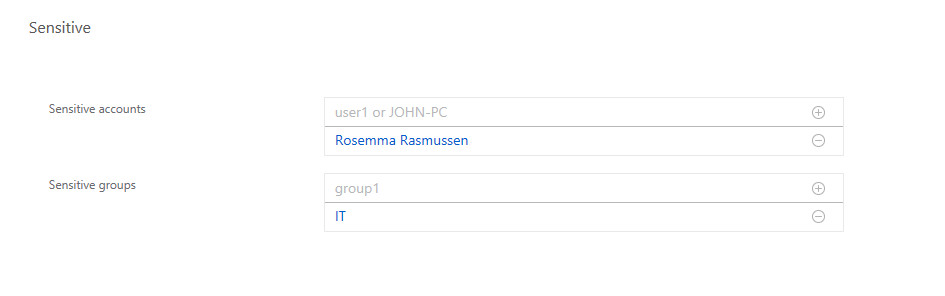 Sensitive
Sensitive accounts
user1 or JOHN-PC
Rosemma Rasmussen
Sensitive groups
group1
IT